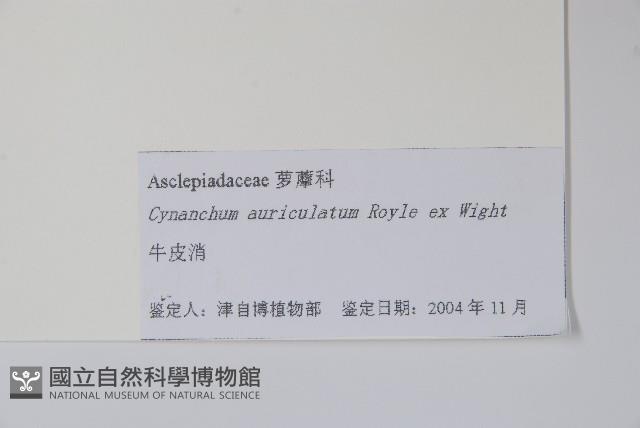 Asclepiadaceae 萝藦科
Cynanchum auriculatum Royle ex Wight
牛皮消
鉴定人：津自博植物部 鉴定日期：2004 年 11 月
國立自然科學博物館
NATIONAL MUSEUM OF NATURAL SCIENCE